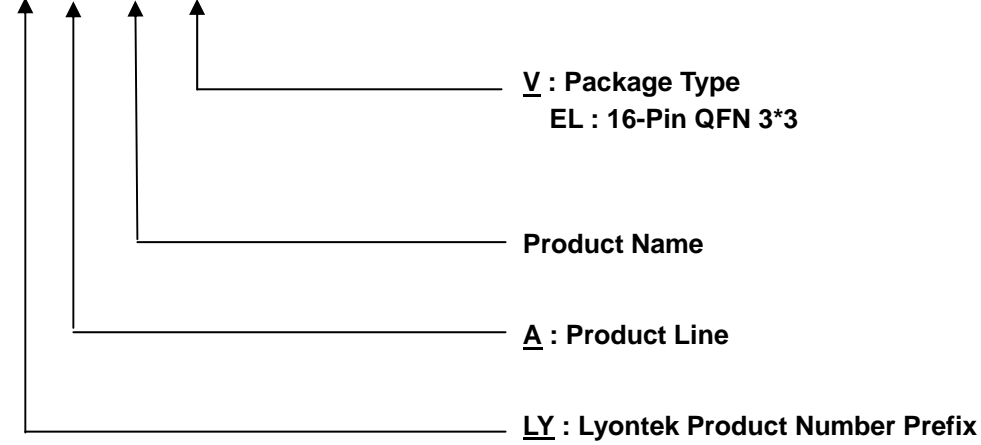 V : Package Type
EL : 16-Pin QFN 3*3
Product Name
A : Product Line
LY : Lyontek Product Number Prefix